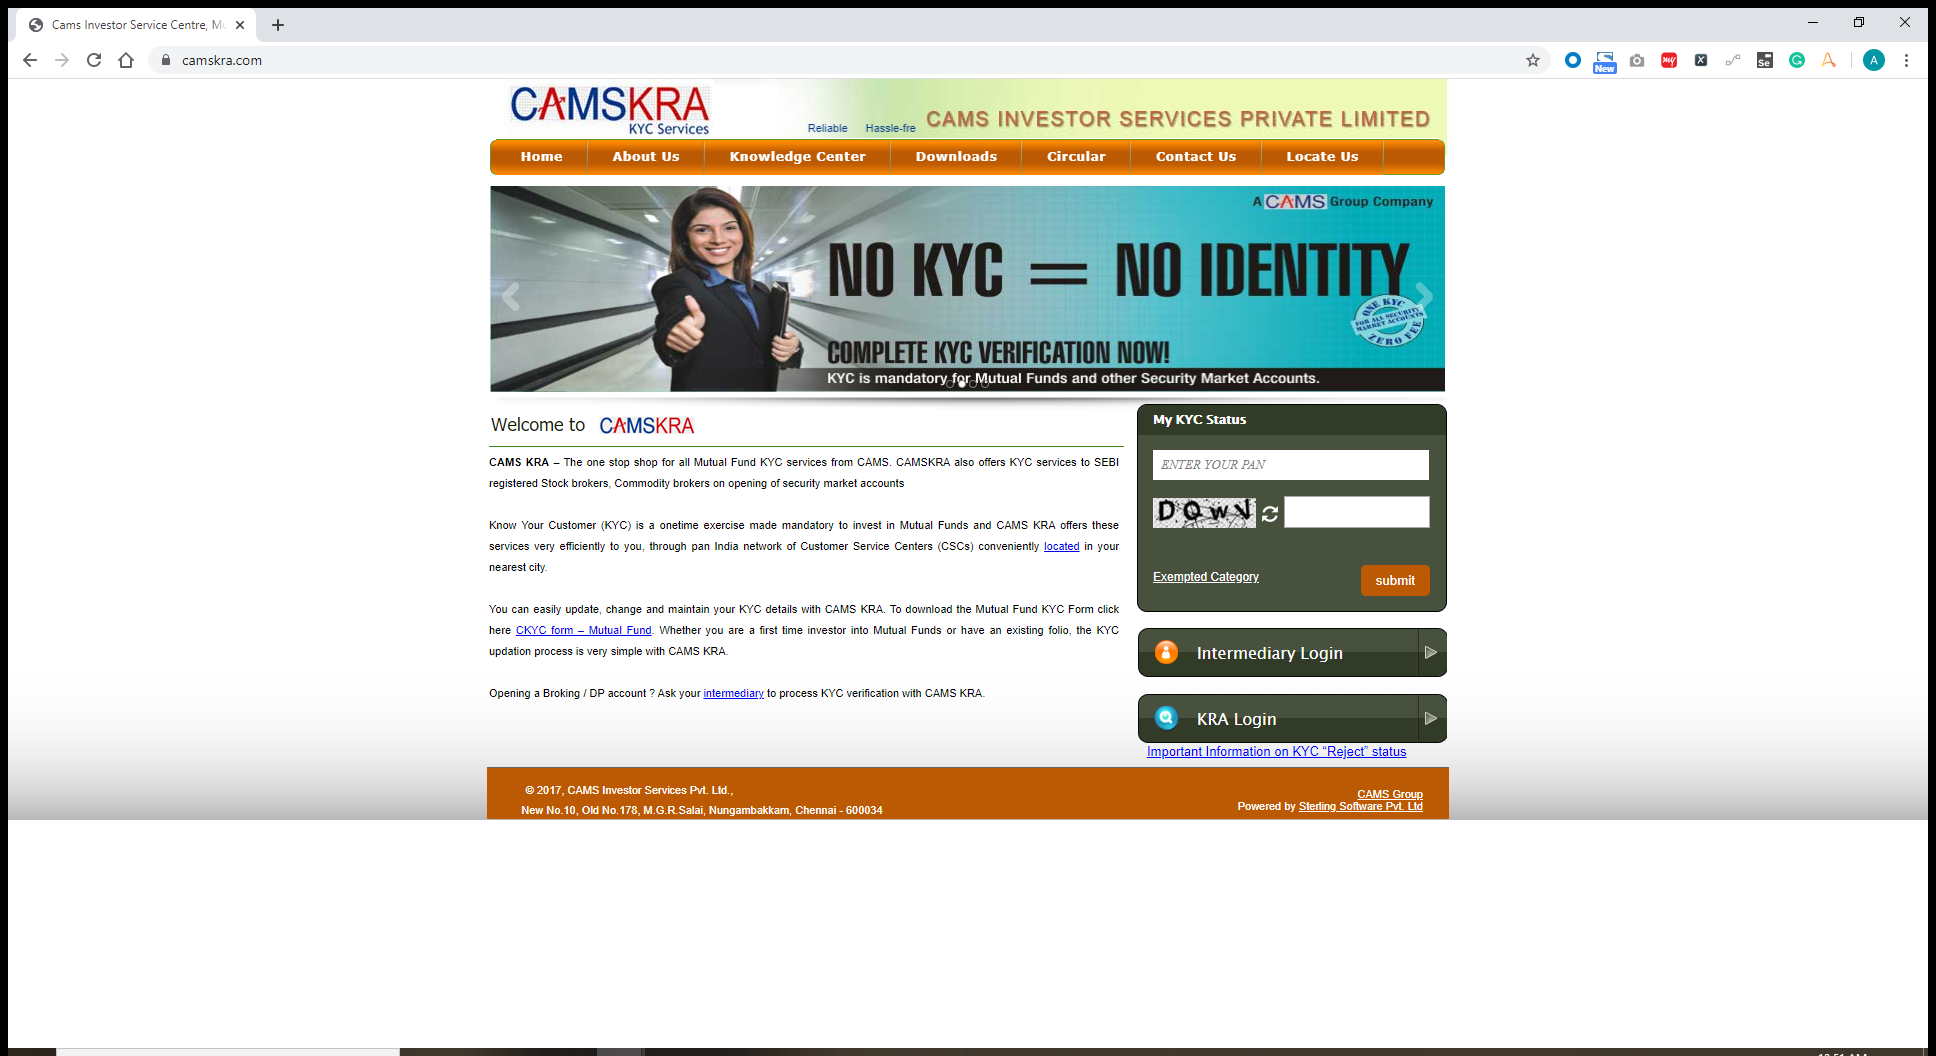 Cams Investor Service Centre, Mu
camskra.com
New
my
X
Se
G
A
CAMSKRA
KYC Services
Reliable Hassle-fre
CAMS INVESTOR SERVICES PRIVATE LIMITED
Home About Us Knowledge Center Downloads Circular Contact Us Locate Us
A CAMS Group Company
NO KYC = NO IDENTITY
ONE KYC
FOR ALL SECURITY
MARKET ACCOUNTS
ZERO FEE
COMPLETE KYC VERIFICATION NOW!
KYC is mandatory for Mutual Funds and other Security Market Accounts.
Welcome to CAMSKRA
CAMS KRA – The one stop shop for all Mutual Fund KYC services from CAMS. CAMSKRA also offers KYC services to SEBI
registered Stock brokers, Commodity brokers on opening of security market accounts
Know Your Customer (KYC) is a onetime exercise made mandatory to invest in Mutual Funds and CAMS KRA offers these
services very efficiently to you, through pan India network of Customer Service Centers (CSCs) conveniently located in your
nearest city.
You can easily update, change and maintain your KYC details with CAMS KRA. To download the Mutual Fund KYC Form click
here CKYC form – Mutual Fund. Whether you are a first time investor into Mutual Funds or have an existing folio, the KYC
updation process is very simple with CAMS KRA.
Opening a Broking / DP account ? Ask your intermediary to process KYC verification with CAMS KRA.
My KYC Status
ENTER YOUR PAN
DQwV
Exempted Category
submit
Intermediary Login
KRA Login
Important Information on KYC “Reject” status
© 2017, CAMS Investor Services Pvt. Ltd.,
New No.10, Old No.178, M.G.R.Salai, Nungambakkam, Chennai - 600034
CAMS Group
Powered by Sterling Software Pvt. Ltd